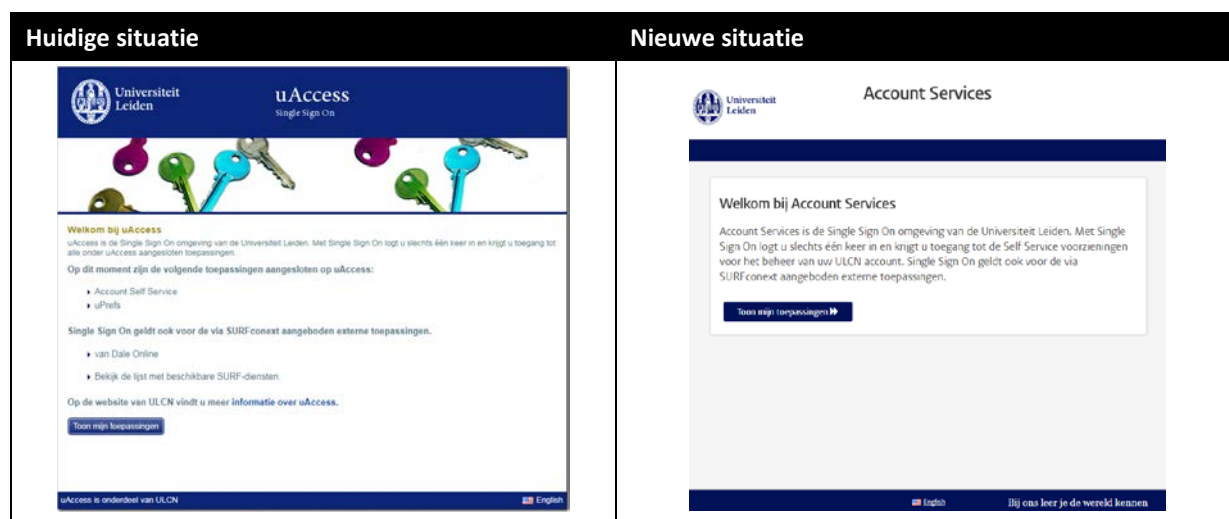 Huidige situatie
Nieuwe situatie
Universiteit
Leiden
uAccess
Single Sign On
Welkom bij uAccess
uAccess is de Single Sign On omgeving van de Universiteit Leiden. Met Single Sign On logt u slechts één keer in en krijgt u toegang tot
alle onder uAccess aangesloten toepassingen.
Op dit moment zijn de volgende toepassingen aangesloten op uAccess:
Account Self Service
uPrefs
Single Sign On geldt ook voor de via SURFconext aangeboden externe toepassingen.
van Dale Online
Bekijk de lijst met beschikbare SURF-diensten.
Op de website van ULCN vindt u meer informatie over uAccess.
Toon mijn toepassingen
uAccess is onderdeel van ULCN
English
Universiteit
Leiden
Account Services
Welkom bij Account Services
Account Services is de Single Sign On omgeving van de Universiteit Leiden. Met Single
Sign On logt u slechts één keer in en krijgt u toegang tot de Self Service voorzieningen
voor het beheer van uw ULCN account. Single Sign On geldt ook voor de via
SURFconext aangeboden externe toepassingen.
Toon mijn toepassingen
English
Bij ons leer je de wereld kennen